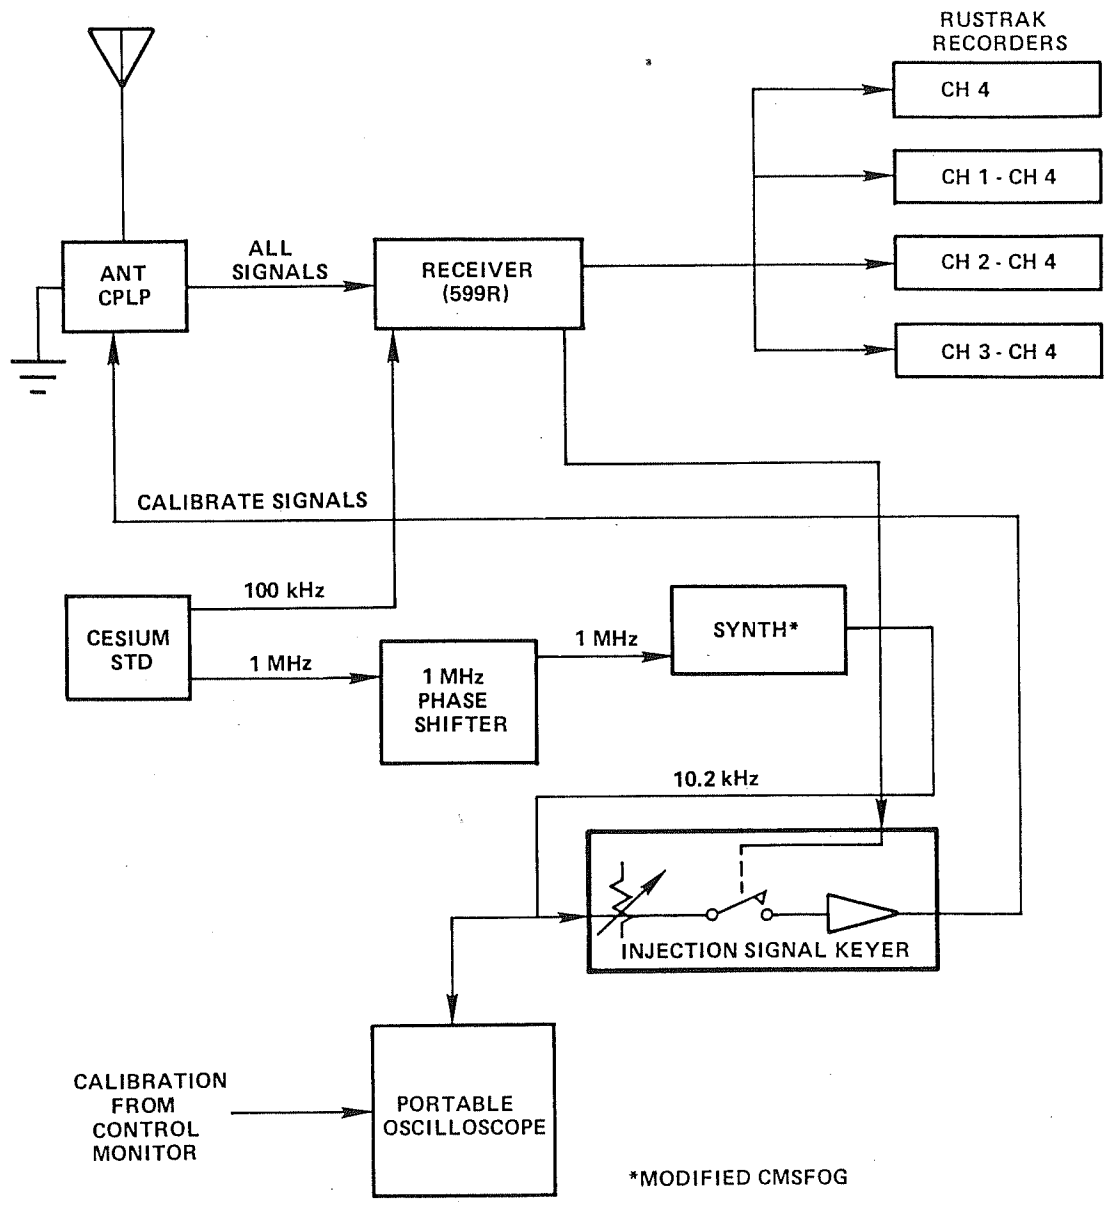 RUSTRAK
RECORDERS
CH 4
CH 1 - CH 4
CH 2 - CH 4
CH 3 - CH 4
ANT
CPLP
ALL
SIGNALS
RECEIVER
(599R)
CALIBRATE SIGNALS
100 kHz
CESIUM
STD
1 MHz
1 MHz
PHASE
SHIFTER
1 MHz
SYNTH*
10.2 kHz
INJECTION SIGNAL KEYER
CALIBRATION
FROM
CONTROL
MONITOR
PORTABLE
OSCILLOSCOPE
*MODIFIED CMSFOG